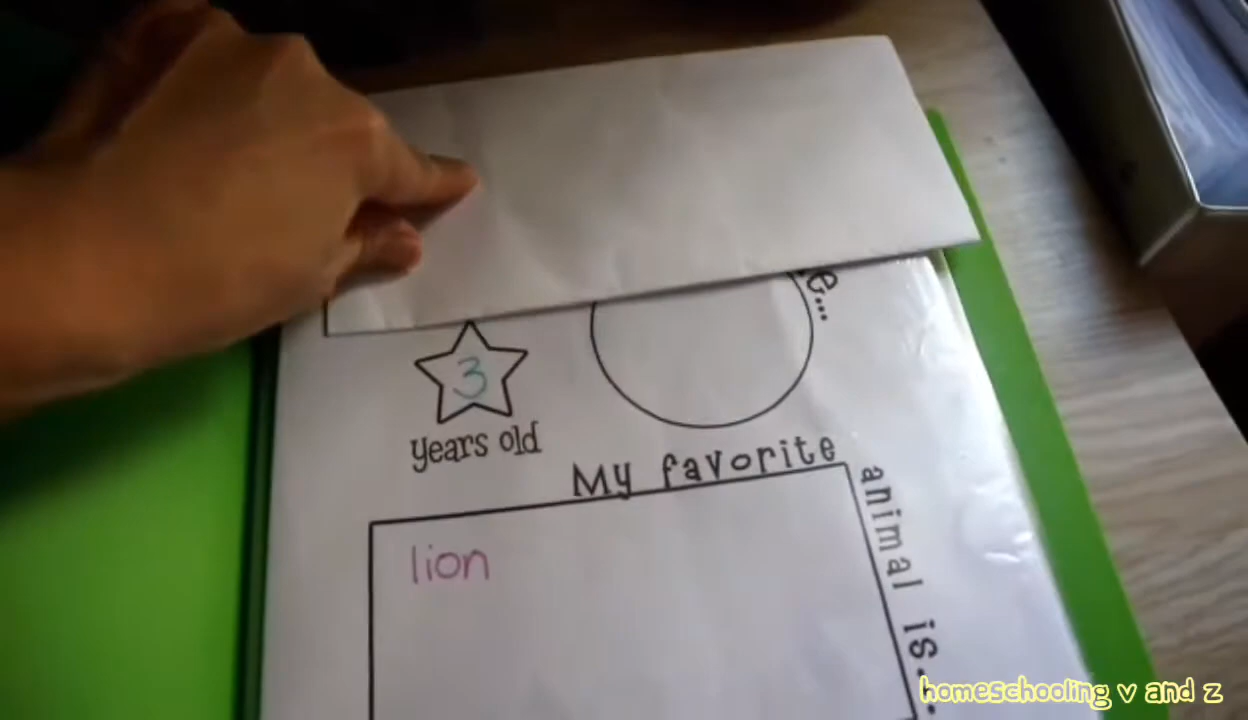 3
years old
My favorite
animal is...
lion
homeschooling v and z